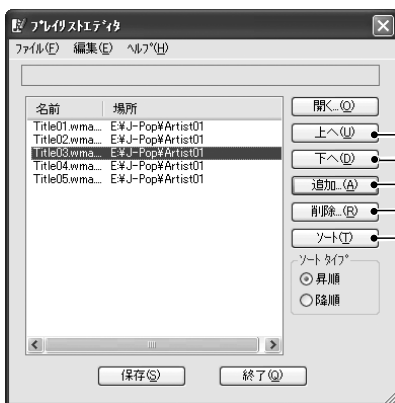 プレイリストエディタ
ファイル(F) 編集(E) ヘルプ(H)
名前 場所
Title01.wma... E:¥J-Pop¥Artist01
Title02.wma... E:¥J-Pop¥Artist01
Title03.wma... E:¥J-Pop¥Artist01
Title04.wma... E:¥J-Pop¥Artist01
Title05.wma... E:¥J-Pop¥Artist01
開く...(O)
上へ(U)
下へ(D)
追加...(A)
削除...(R)
ソート(T)
ソート タイプ
昇順
降順
保存(S) 終了(Q)